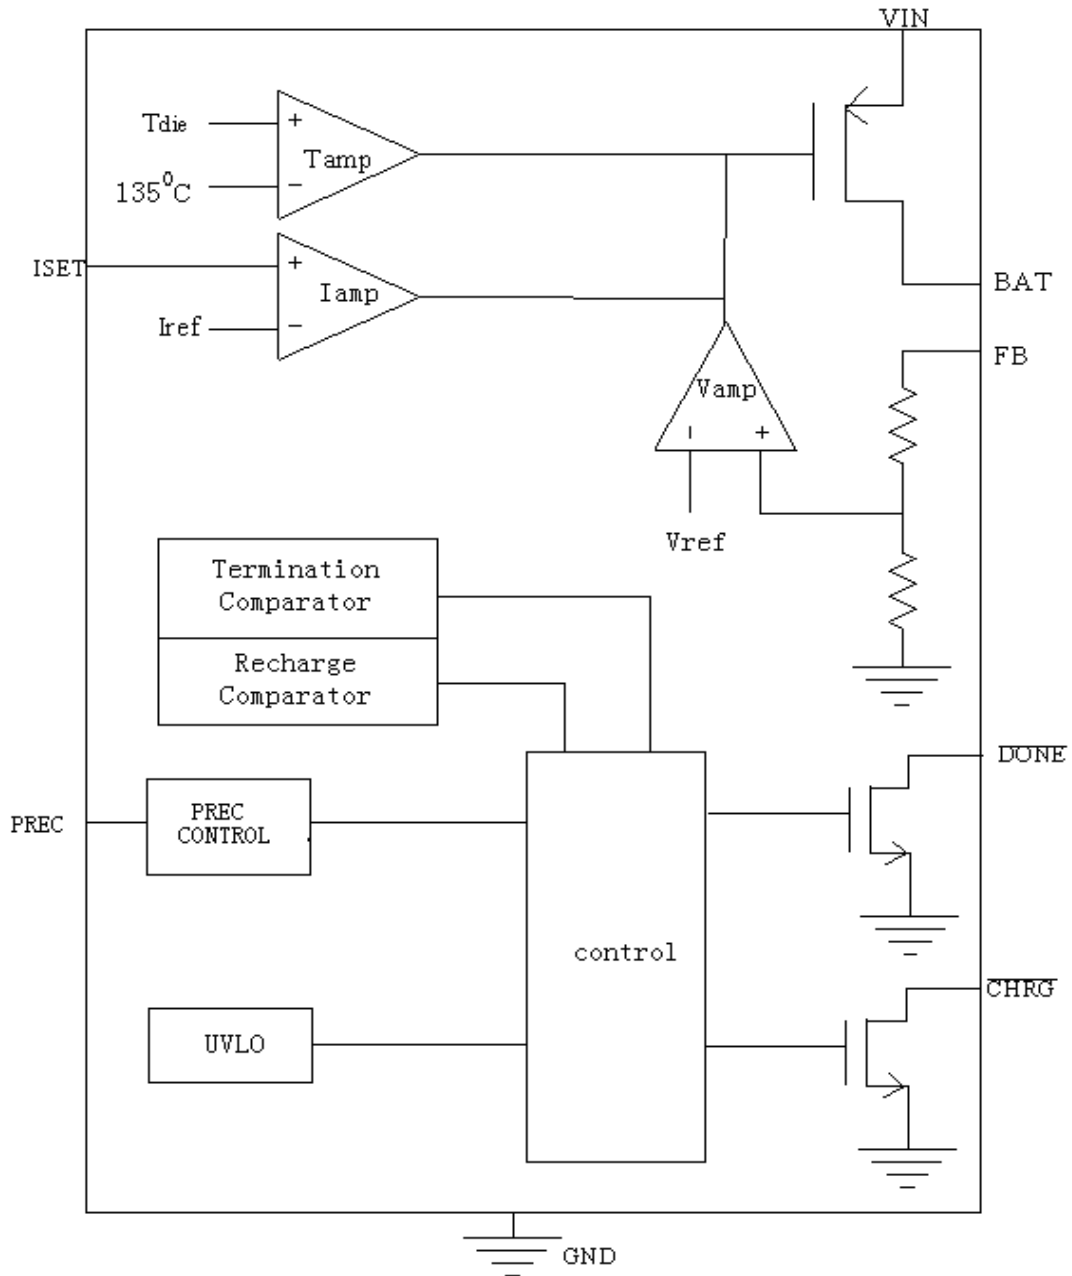 VIN
Tdie
+
Tamp
135⁰C
−
ISET
+
Iamp
Iref
−
BAT
FB
Vamp
− +
Vref
Termination
Comparator
Recharge
Comparator
DONE
PREC
PREC
CONTROL
control
CHRG
UVLO
GND